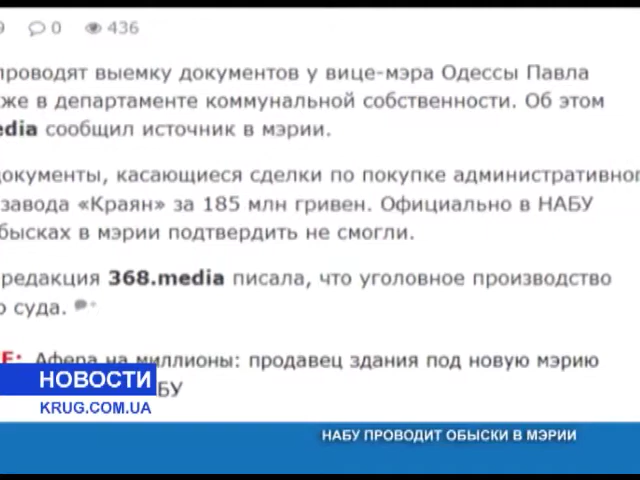 9 0 436
проводят выемку документов у вице-мэра Одессы Павла
же в департаменте коммунальной собственности. Об этом
edia сообщил источник в мэрии.
документы, касающиеся сделки по покупке административног
завода «Краян» за 185 млн гривен. Официально в НАБУ
обысках в мэрии подтвердить не смогли.
редакция 368.media писала, что уголовное производство
о суда.
Е: Афера на миллионы: продавец здания под новую мэрию
БУ
НОВОСТИ
KRUG.COM.UA
НАБУ ПРОВОДИТ ОБЫСКИ В МЭРИИ